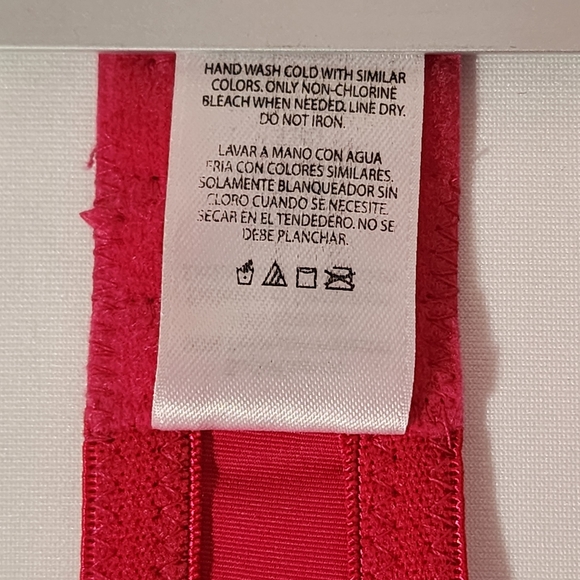 HAND WASH COLD WITH SIMILAR
COLORS. ONLY NON-CHLORINE
BLEACH WHEN NEEDED. LINE DRY.
DO NOT IRON.
LAVAR A MANO CON AGUA
FRIA CON COLORES SIMILARES.
SOLAMENTE BLANQUEADOR SIN
CLORO CUANDO SE NECESITE.
SECAR EN EL TENDEDERO. NO SE
DEBE PLANCHAR.